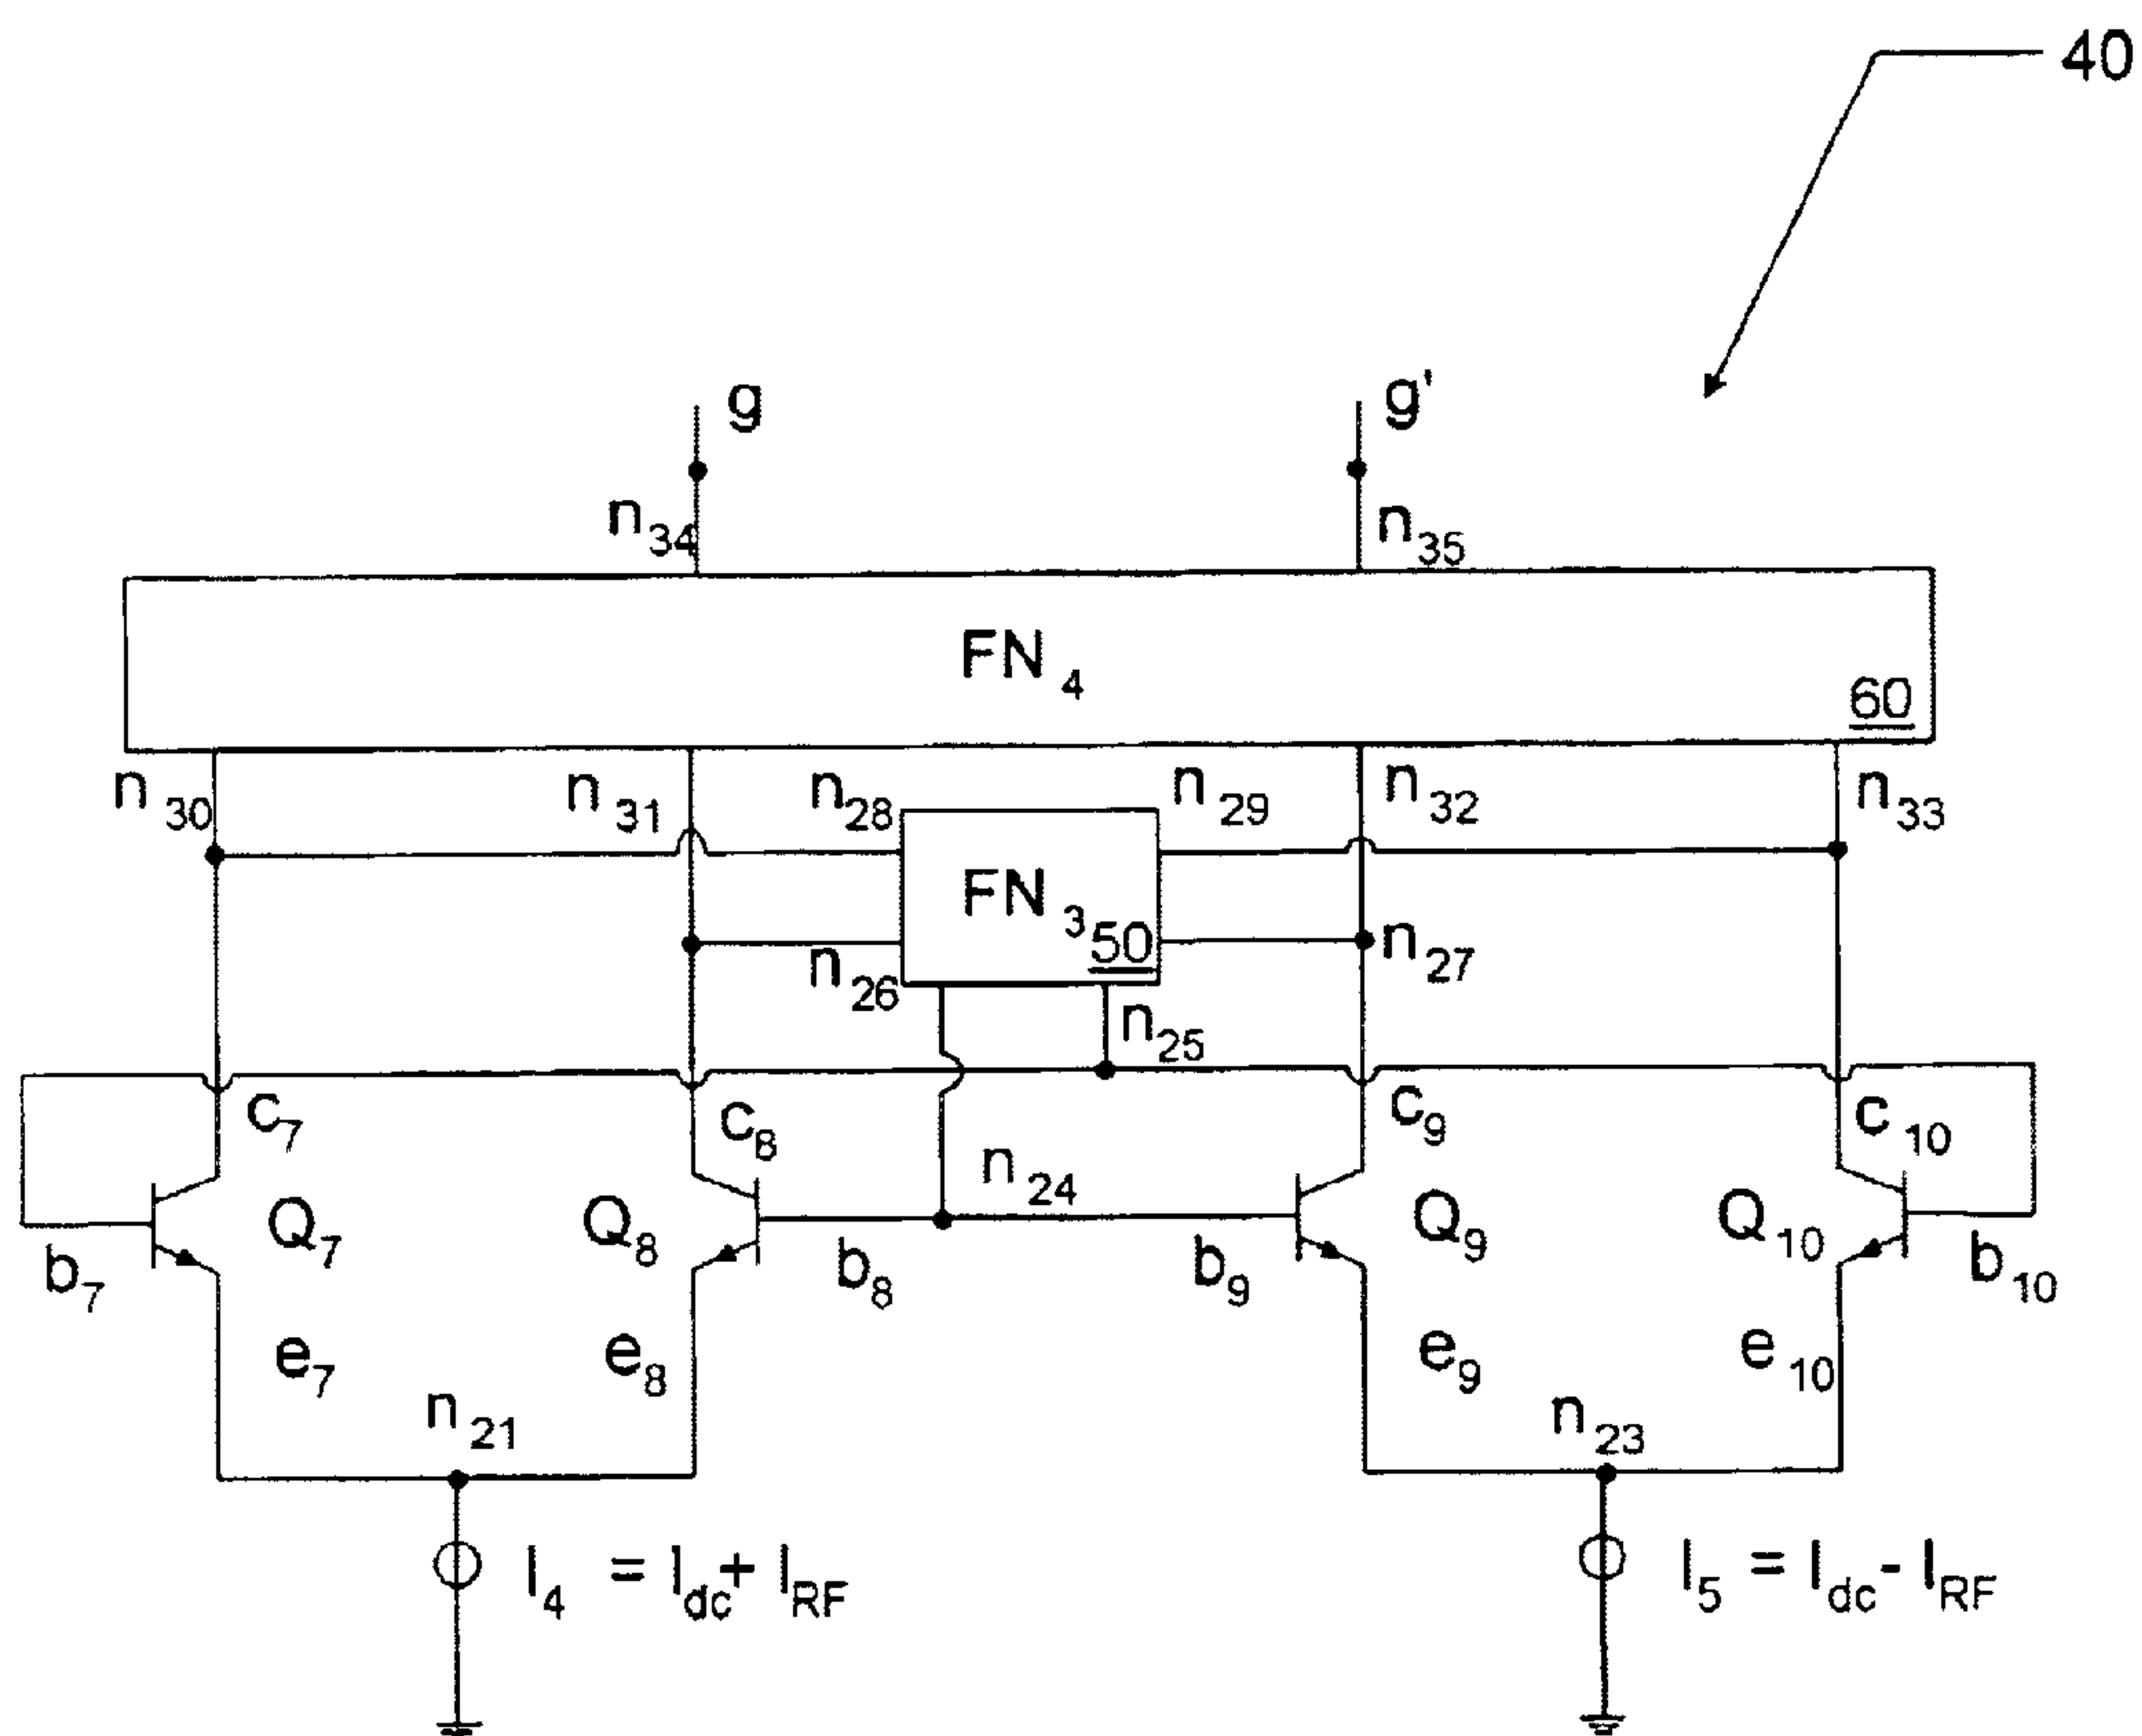 40
g g'
n34 n35
FN4
60
n30 n31 n28 n29 n32 n33
FN3 50
n26 n27
n25
c7 c8 c9 c10
n24
Q7 Q8 Q9 Q10
b7 b8 b9 b10
e7 e8 e9 e10
n21 n23
I4 = Idc + IRF I5 = Idc - IRF